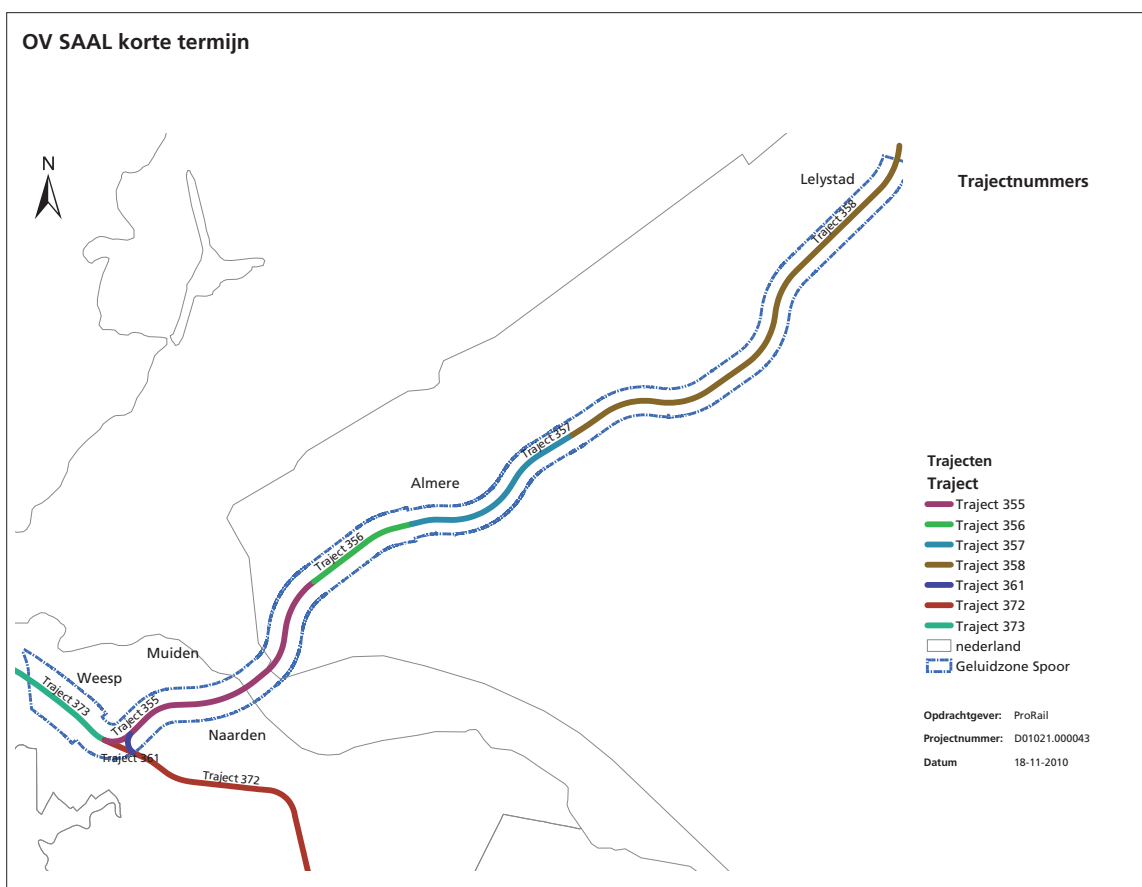 OV SAAL korte termijn
N
Lelystad
Trajectnummers
Traject 358
Traject 357
Almere
Traject 356
Trajecten
Traject
Traject 355
Traject 356
Traject 357
Traject 358
Traject 361
Traject 372
Traject 373
nederland
Geluidzone Spoor
Muiden
Weesp
Traject 373
Traject 355
Naarden
Traject 361
Traject 372
Opdrachtgever: ProRail
Projectnummer: D01021.000043
Datum 18-11-2010